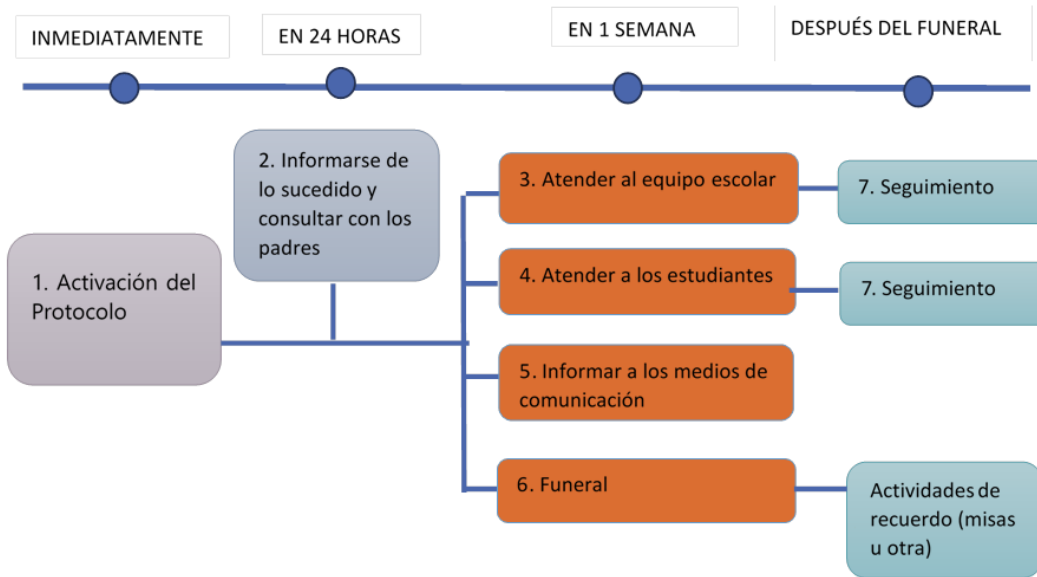 INMEDIATAMENTE
EN 24 HORAS
EN 1 SEMANA
DESPUÉS DEL FUNERAL
1. Activación del
Protocolo
2. Informarse de
lo sucedido y
consultar con los
padres
3. Atender al equipo escolar
7. Seguimiento
4. Atender a los estudiantes
7. Seguimiento
5. Informar a los medios de
comunicación
6. Funeral
Actividades de
recuerdo (misas
u otra)